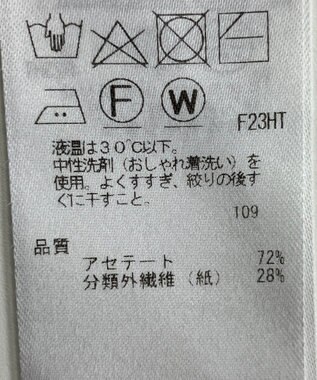 F W
F23HT
液温は30℃以下。
中性洗剤（おしゃれ着洗い）を
使用。よくすすぎ、絞りの後す
ぐに干すこと。
109
品質
アセテート 72%
分類外繊維（紙） 28%